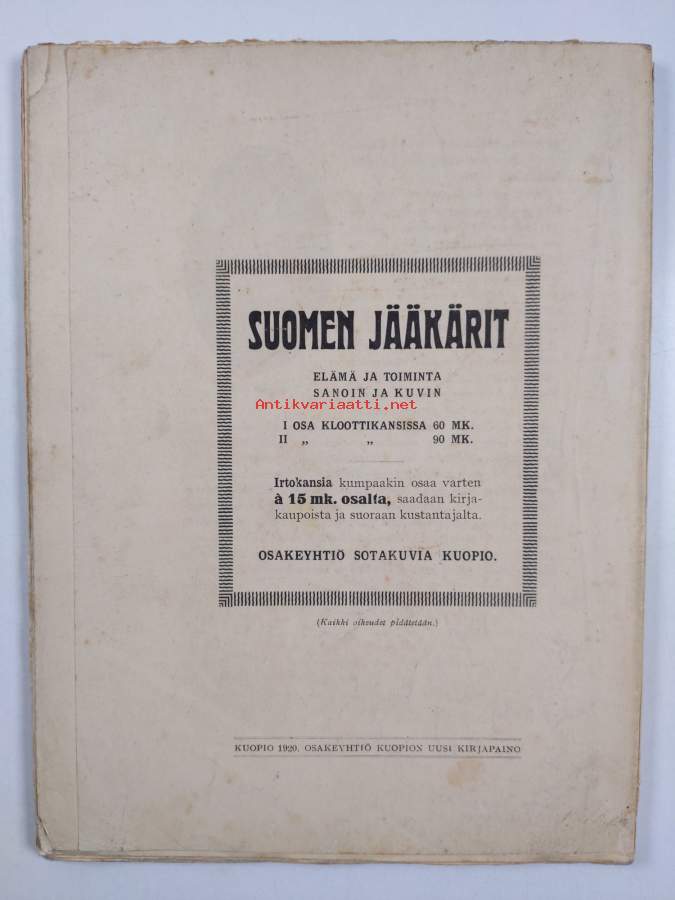 SUOMEN JÄÄKÄRIT
ELÄMÄ JA TOIMINTA
SANOIN JA KUVIN
Antikvariaatti.net
I OSA KLOOTTIKANSISSA 60 MK.
II „ „ 90 MK.
Irtokansia kumpaakin osaa varten
à 15 mk. osalta, saadaan kirja-
kaupoista ja suoraan kustantajalta.
OSAKEYHTIÖ SOTAKUVIA KUOPIO.
(Kaikki oikeudet pidätetään.)
KUOPIO 1920. OSAKEYHTIÖ KUOPION UUSI KIRJAPAINO